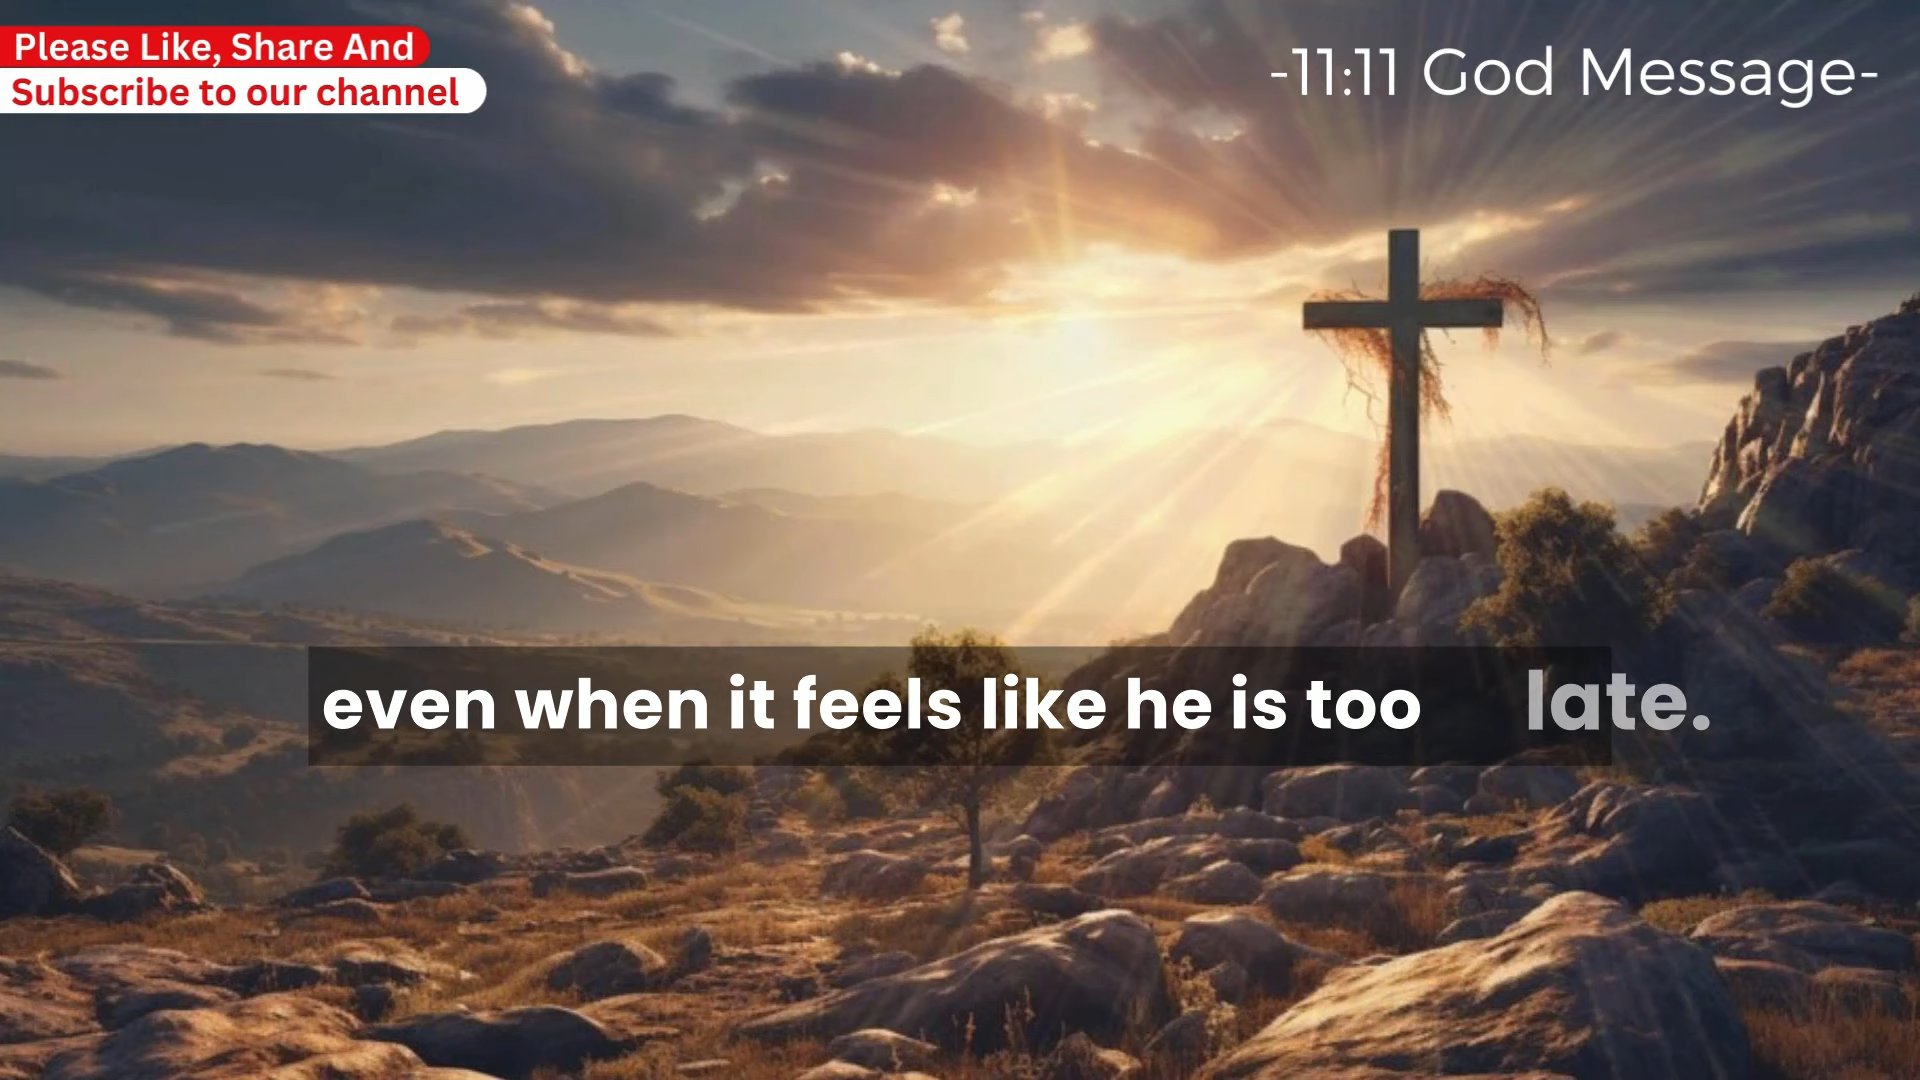 Please Like, Share And
Subscribe to our channel
-11:11 God Message-
even when it feels like he is too late.